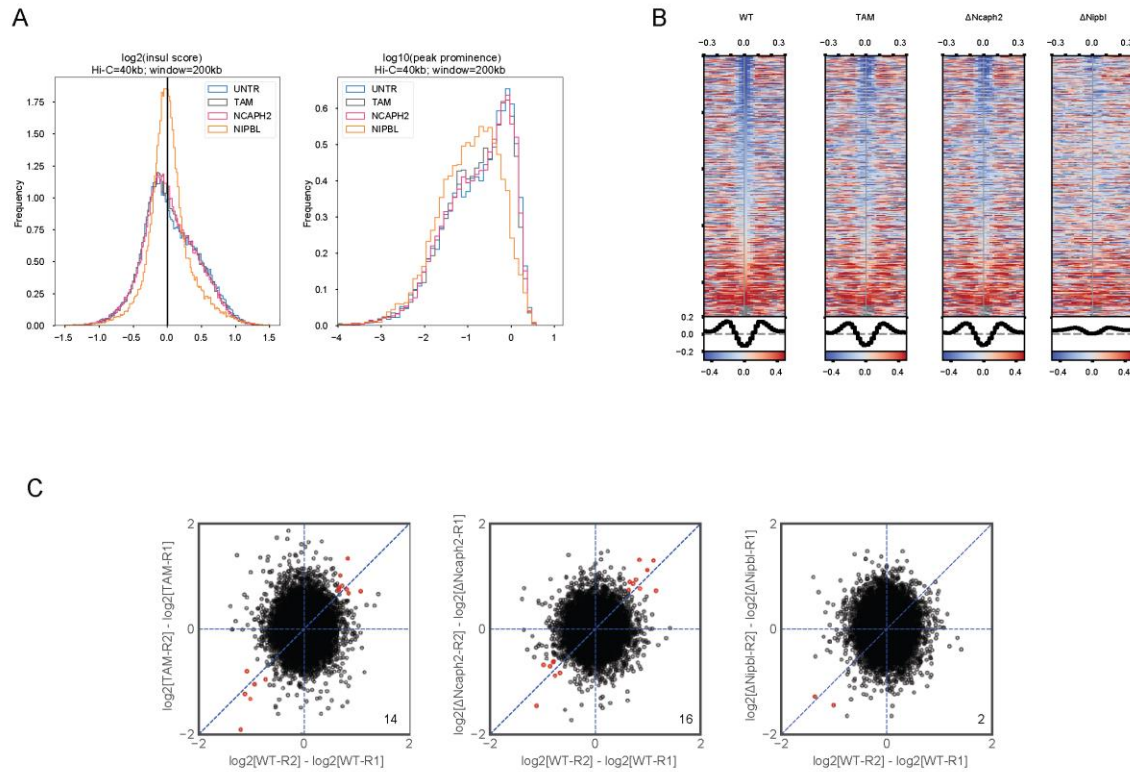 A
log2(insul score)
Hi-C=40kb; window=200kb
UNTR
TAM
NCAPH2
NIPBL
Frequency
1.75
1.50
1.25
1.00
0.75
0.50
0.25
0.00
−1.5 −1.0 −0.5 0.0 0.5 1.0 1.5
log10(peak prominence)
Hi-C=40kb; window=200kb
UNTR
TAM
NCAPH2
NIPBL
Frequency
0.6
0.5
0.4
0.3
0.2
0.1
0.0
−4 −3 −2 −1 0 1
B
WT TAM ΔNcaph2 ΔNipbl
−0.3 0.0 0.3 −0.3 0.0 0.3 −0.3 0.0 0.3 −0.3 0.0 0.3
0.2
0.0
−0.2
−0.4 0.0 0.4 −0.4 0.0 0.4 −0.4 0.0 0.4 −0.4 0.0 0.4
C
log2[TAM-R2] - log2[TAM-R1]
2
0
−2
14
−2 0 2
log2[WT-R2] - log2[WT-R1]
log2[ΔNcaph2-R2] - log2[ΔNcaph2-R1]
2
0
−2
16
−2 0 2
log2[WT-R2] - log2[WT-R1]
log2[ΔNipbl-R2] - log2[ΔNipbl-R1]
2
0
−2
2
−2 0 2
log2[WT-R2] - log2[WT-R1]